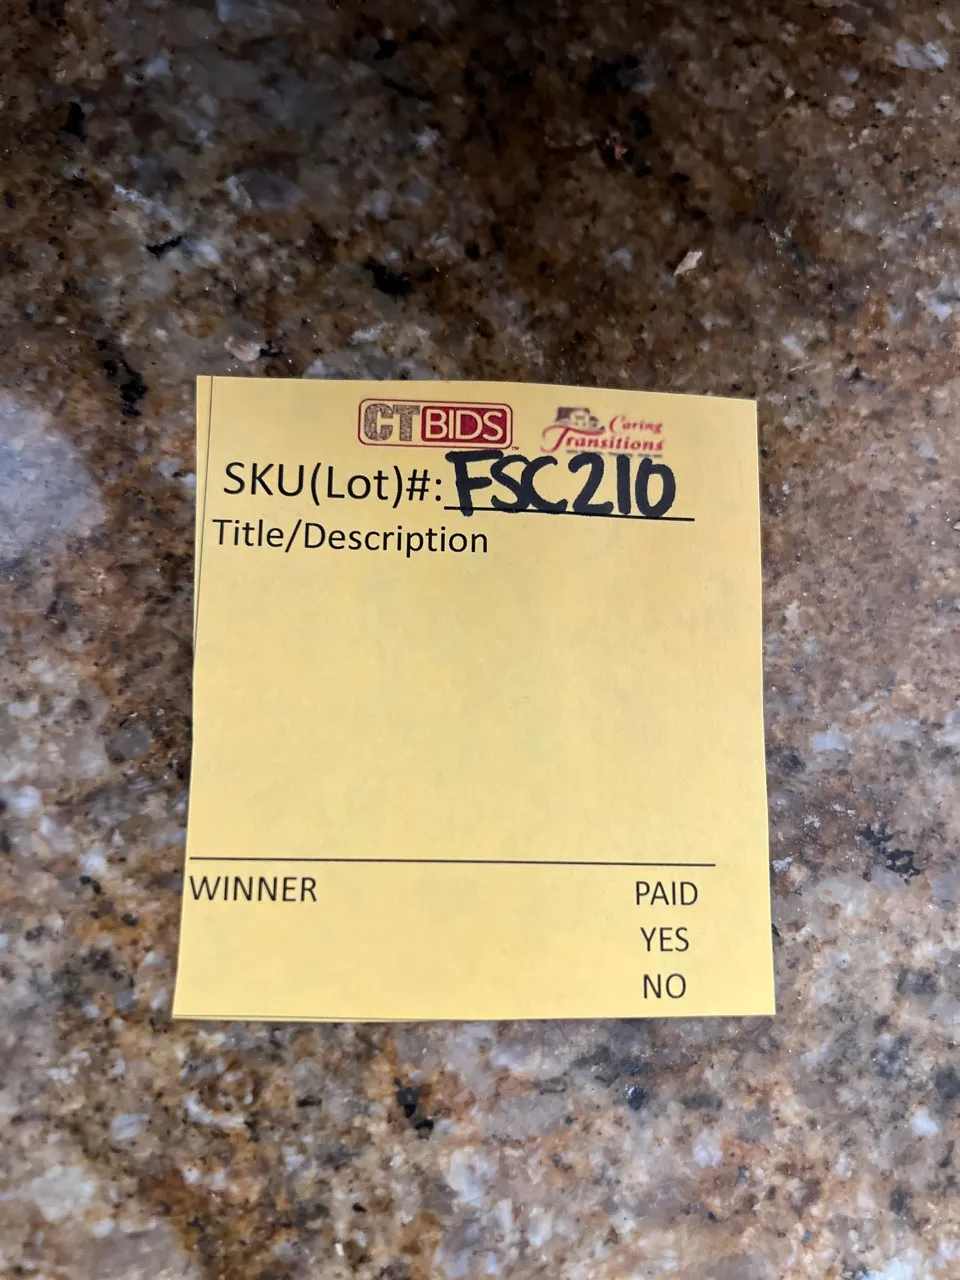 CTBIDS
Caring Transitions
SKU(Lot)#: FSC210
Title/Description
WINNER PAID
YES
NO